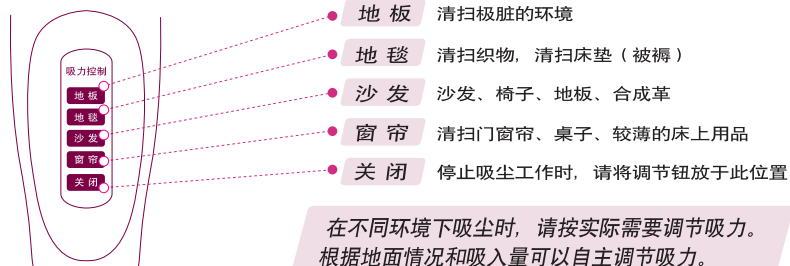 吸力控制
地板
地毯
沙发
窗帘
关闭
地板 清扫极脏的环境
地毯 清扫织物，清扫床垫（被褥）
沙发 沙发、椅子、地板、合成革
窗帘 清扫门窗帘、桌子、较薄的床上用品
关闭 停止吸尘工作时，请将调节钮放于此位置
在不同环境下吸尘时，请按实际需要调节吸力。
根据地面情况和吸入量可以自主调节吸力。